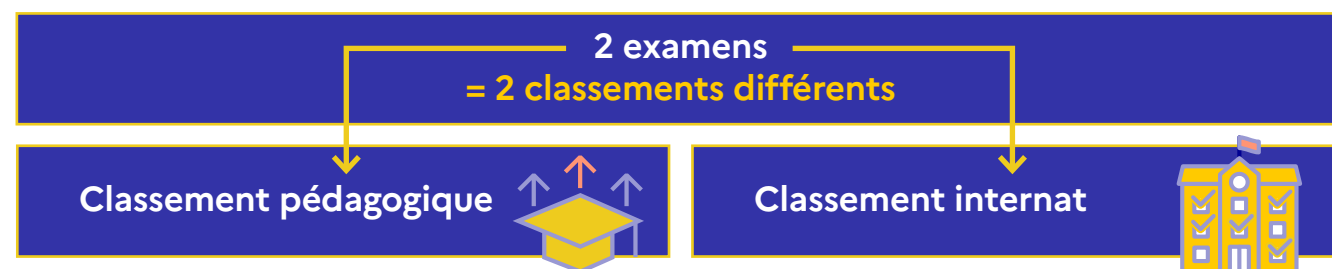 2 examens
= 2 classements différents
Classement pédagogique
Classement internat